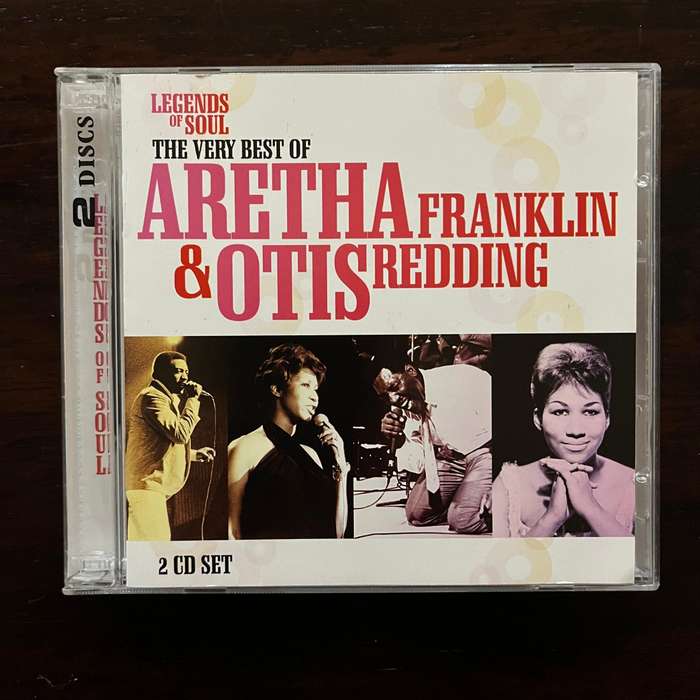 2 DISCS
LEGENDS OF SOUL
LEGENDS
OF SOUL
THE VERY BEST OF
ARETHA FRANKLIN
& OTIS REDDING
2 CD SET